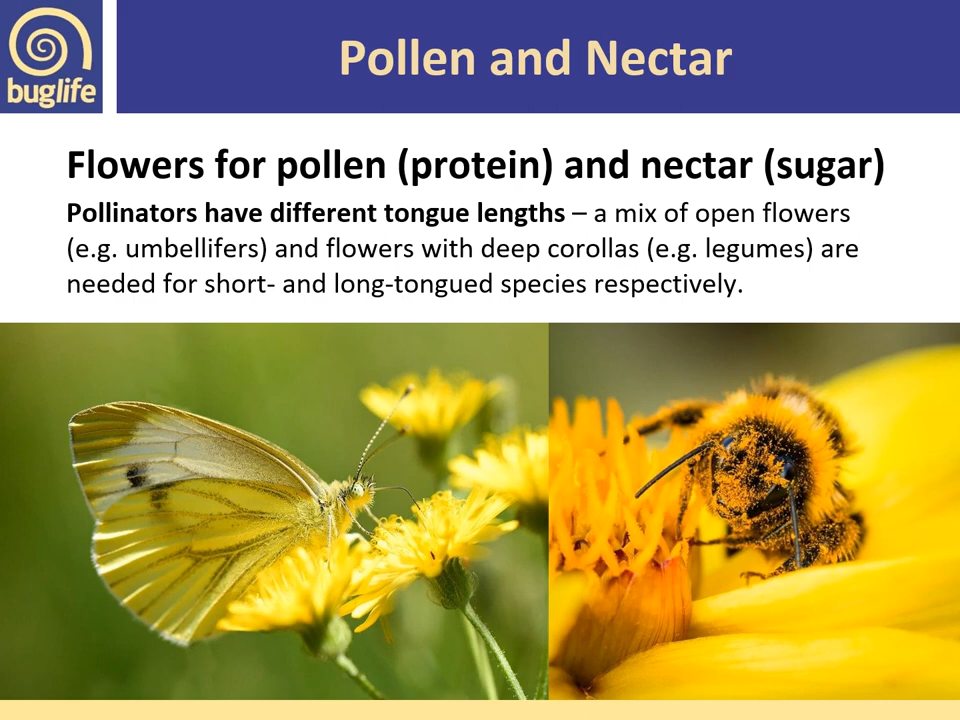 buglife
Pollen and Nectar
Flowers for pollen (protein) and nectar (sugar)
Pollinators have different tongue lengths – a mix of open flowers
(e.g. umbellifers) and flowers with deep corollas (e.g. legumes) are
needed for short- and long-tongued species respectively.